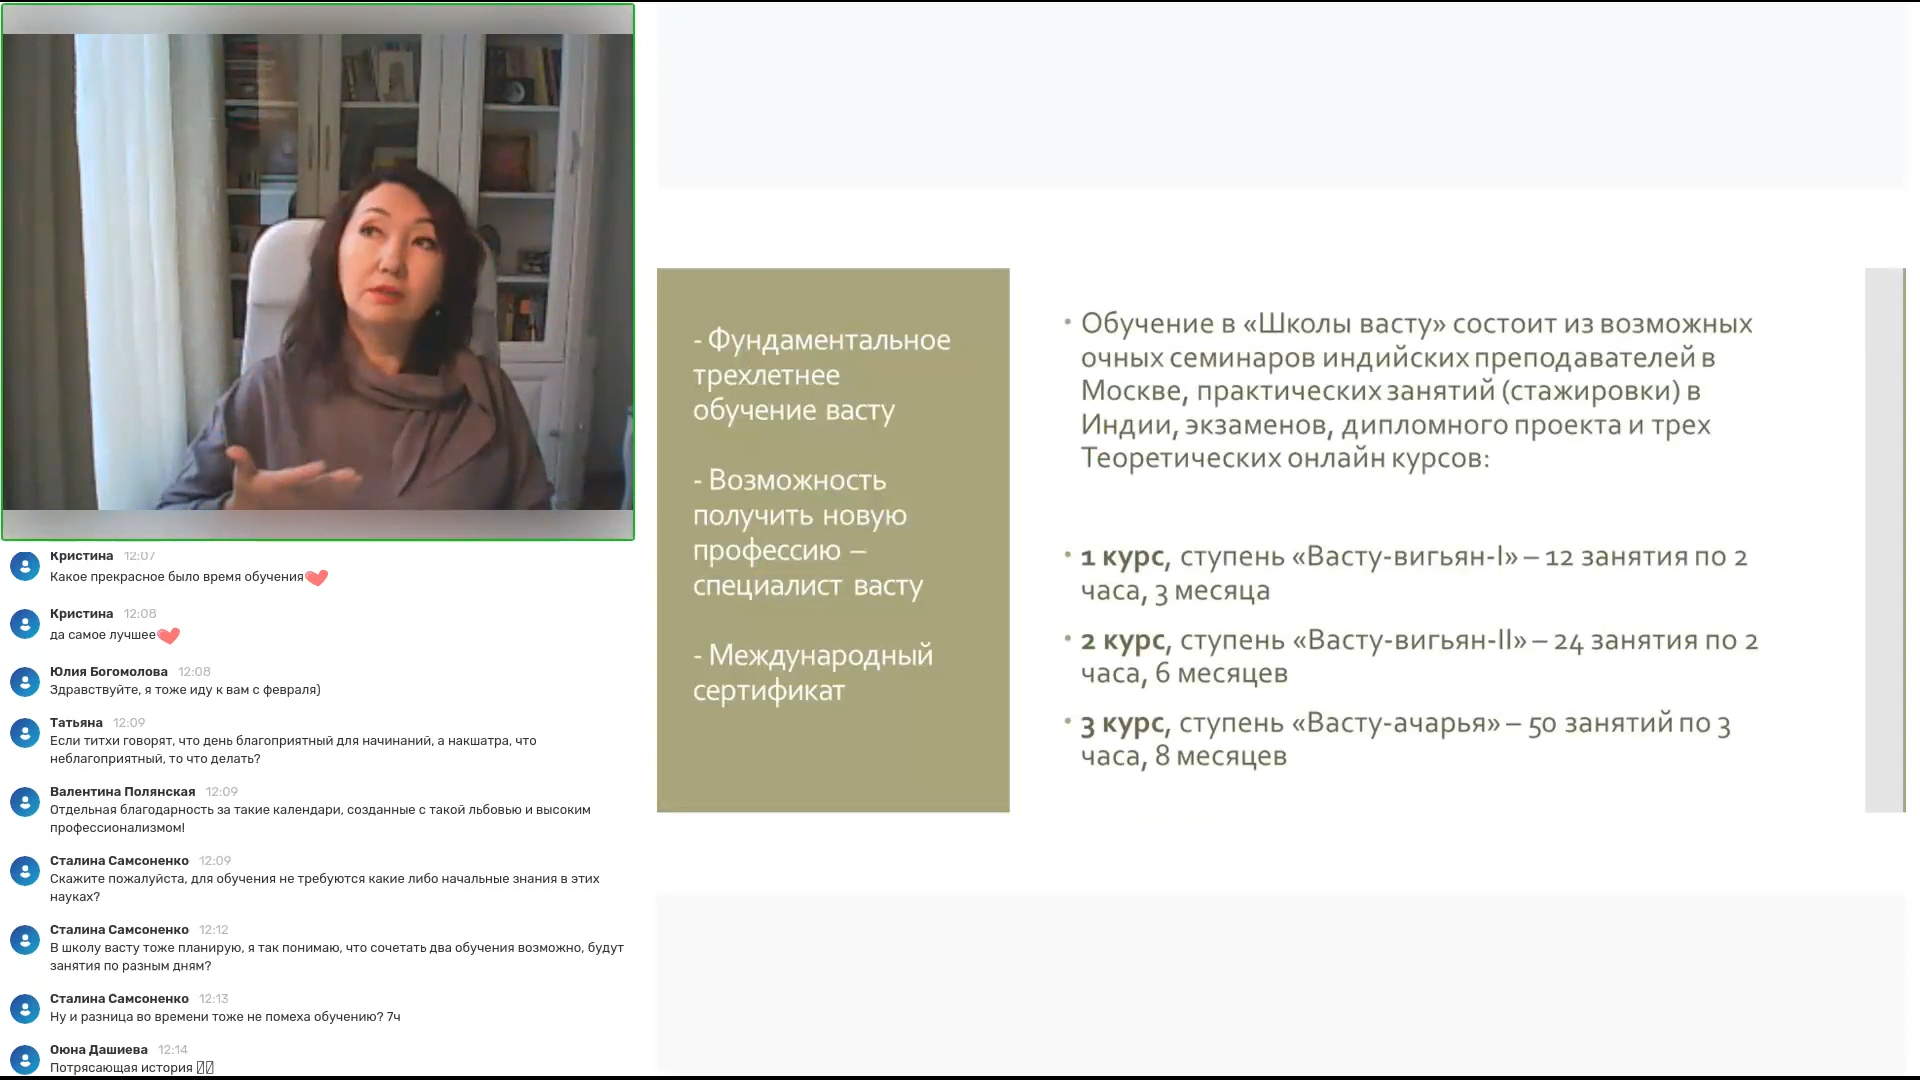 Кристина 12:07
Какое прекрасное было время обучения❤
Кристина 12:08
да самое лучшее❤
Юлия Богомолова 12:08
Здравствуйте, я тоже иду к вам с февраля)
Татьяна 12:09
Если титхи говорят, что день благоприятный для начинаний, а накшатра, что
неблагоприятный, то что делать?
Валентина Полянская 12:09
Отдельная благодарность за такие календари, созданные с такой льбовью и высоким
профессионализмом!
Сталина Самсоненко 12:09
Скажите пожалуйста, для обучения не требуются какие либо начальные знания в этих
науках?
Сталина Самсоненко 12:12
В школу васту тоже планирую, я так понимаю, что сочетать два обучения возможно, будут
занятия по разным дням?
Сталина Самсоненко 12:13
Ну и разница во времени тоже не помеха обучению? 7ч
Оюна Дашиева 12:14
Потрясающая история
- Фундаментальное
трехлетнее
обучение васту
- Возможность
получить новую
профессию –
специалист васту
- Международный
сертификат
• Обучение в «Школы васту» состоит из возможных
очных семинаров индийских преподавателей в
Москве, практических занятий (стажировки) в
Индии, экзаменов, дипломного проекта и трех
Теоретических онлайн курсов:
• 1 курс, ступень «Васту-вигьян-I» – 12 занятия по 2
часа, 3 месяца
• 2 курс, ступень «Васту-вигьян-II» – 24 занятия по 2
часа, 6 месяцев
• 3 курс, ступень «Васту-ачарья» – 50 занятий по 3
часа, 8 месяцев